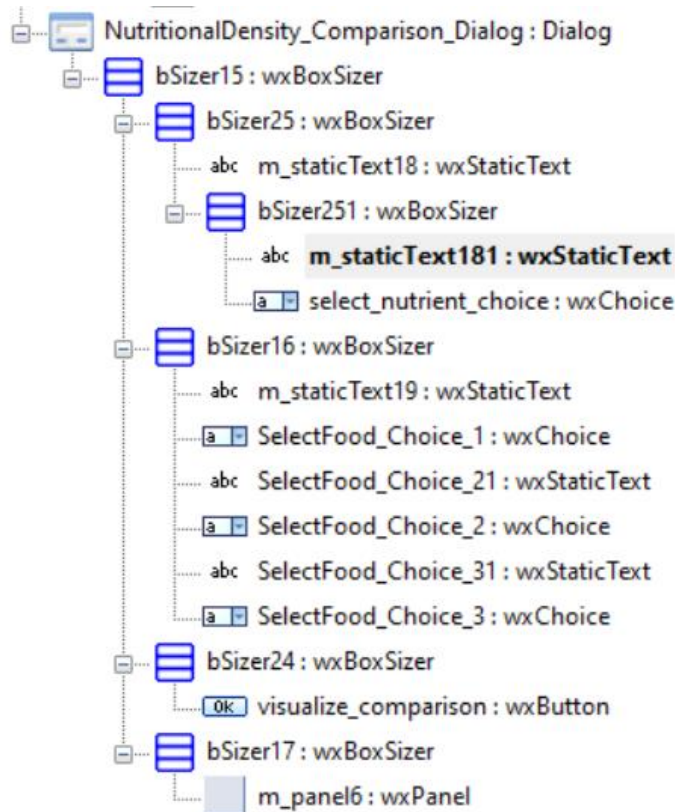 NutritionalDensity_Comparison_Dialog : Dialog
bSizer15 : wxBoxSizer
bSizer25 : wxBoxSizer
abc m_staticText18 : wxStaticText
bSizer251 : wxBoxSizer
abc m_staticText181 : wxStaticText
a select_nutrient_choice : wxChoice
bSizer16 : wxBoxSizer
abc m_staticText19 : wxStaticText
a SelectFood_Choice_1 : wxChoice
abc SelectFood_Choice_21 : wxStaticText
a SelectFood_Choice_2 : wxChoice
abc SelectFood_Choice_31 : wxStaticText
a SelectFood_Choice_3 : wxChoice
bSizer24 : wxBoxSizer
Ok visualize_comparison : wxButton
bSizer17 : wxBoxSizer
m_panel6 : wxPanel